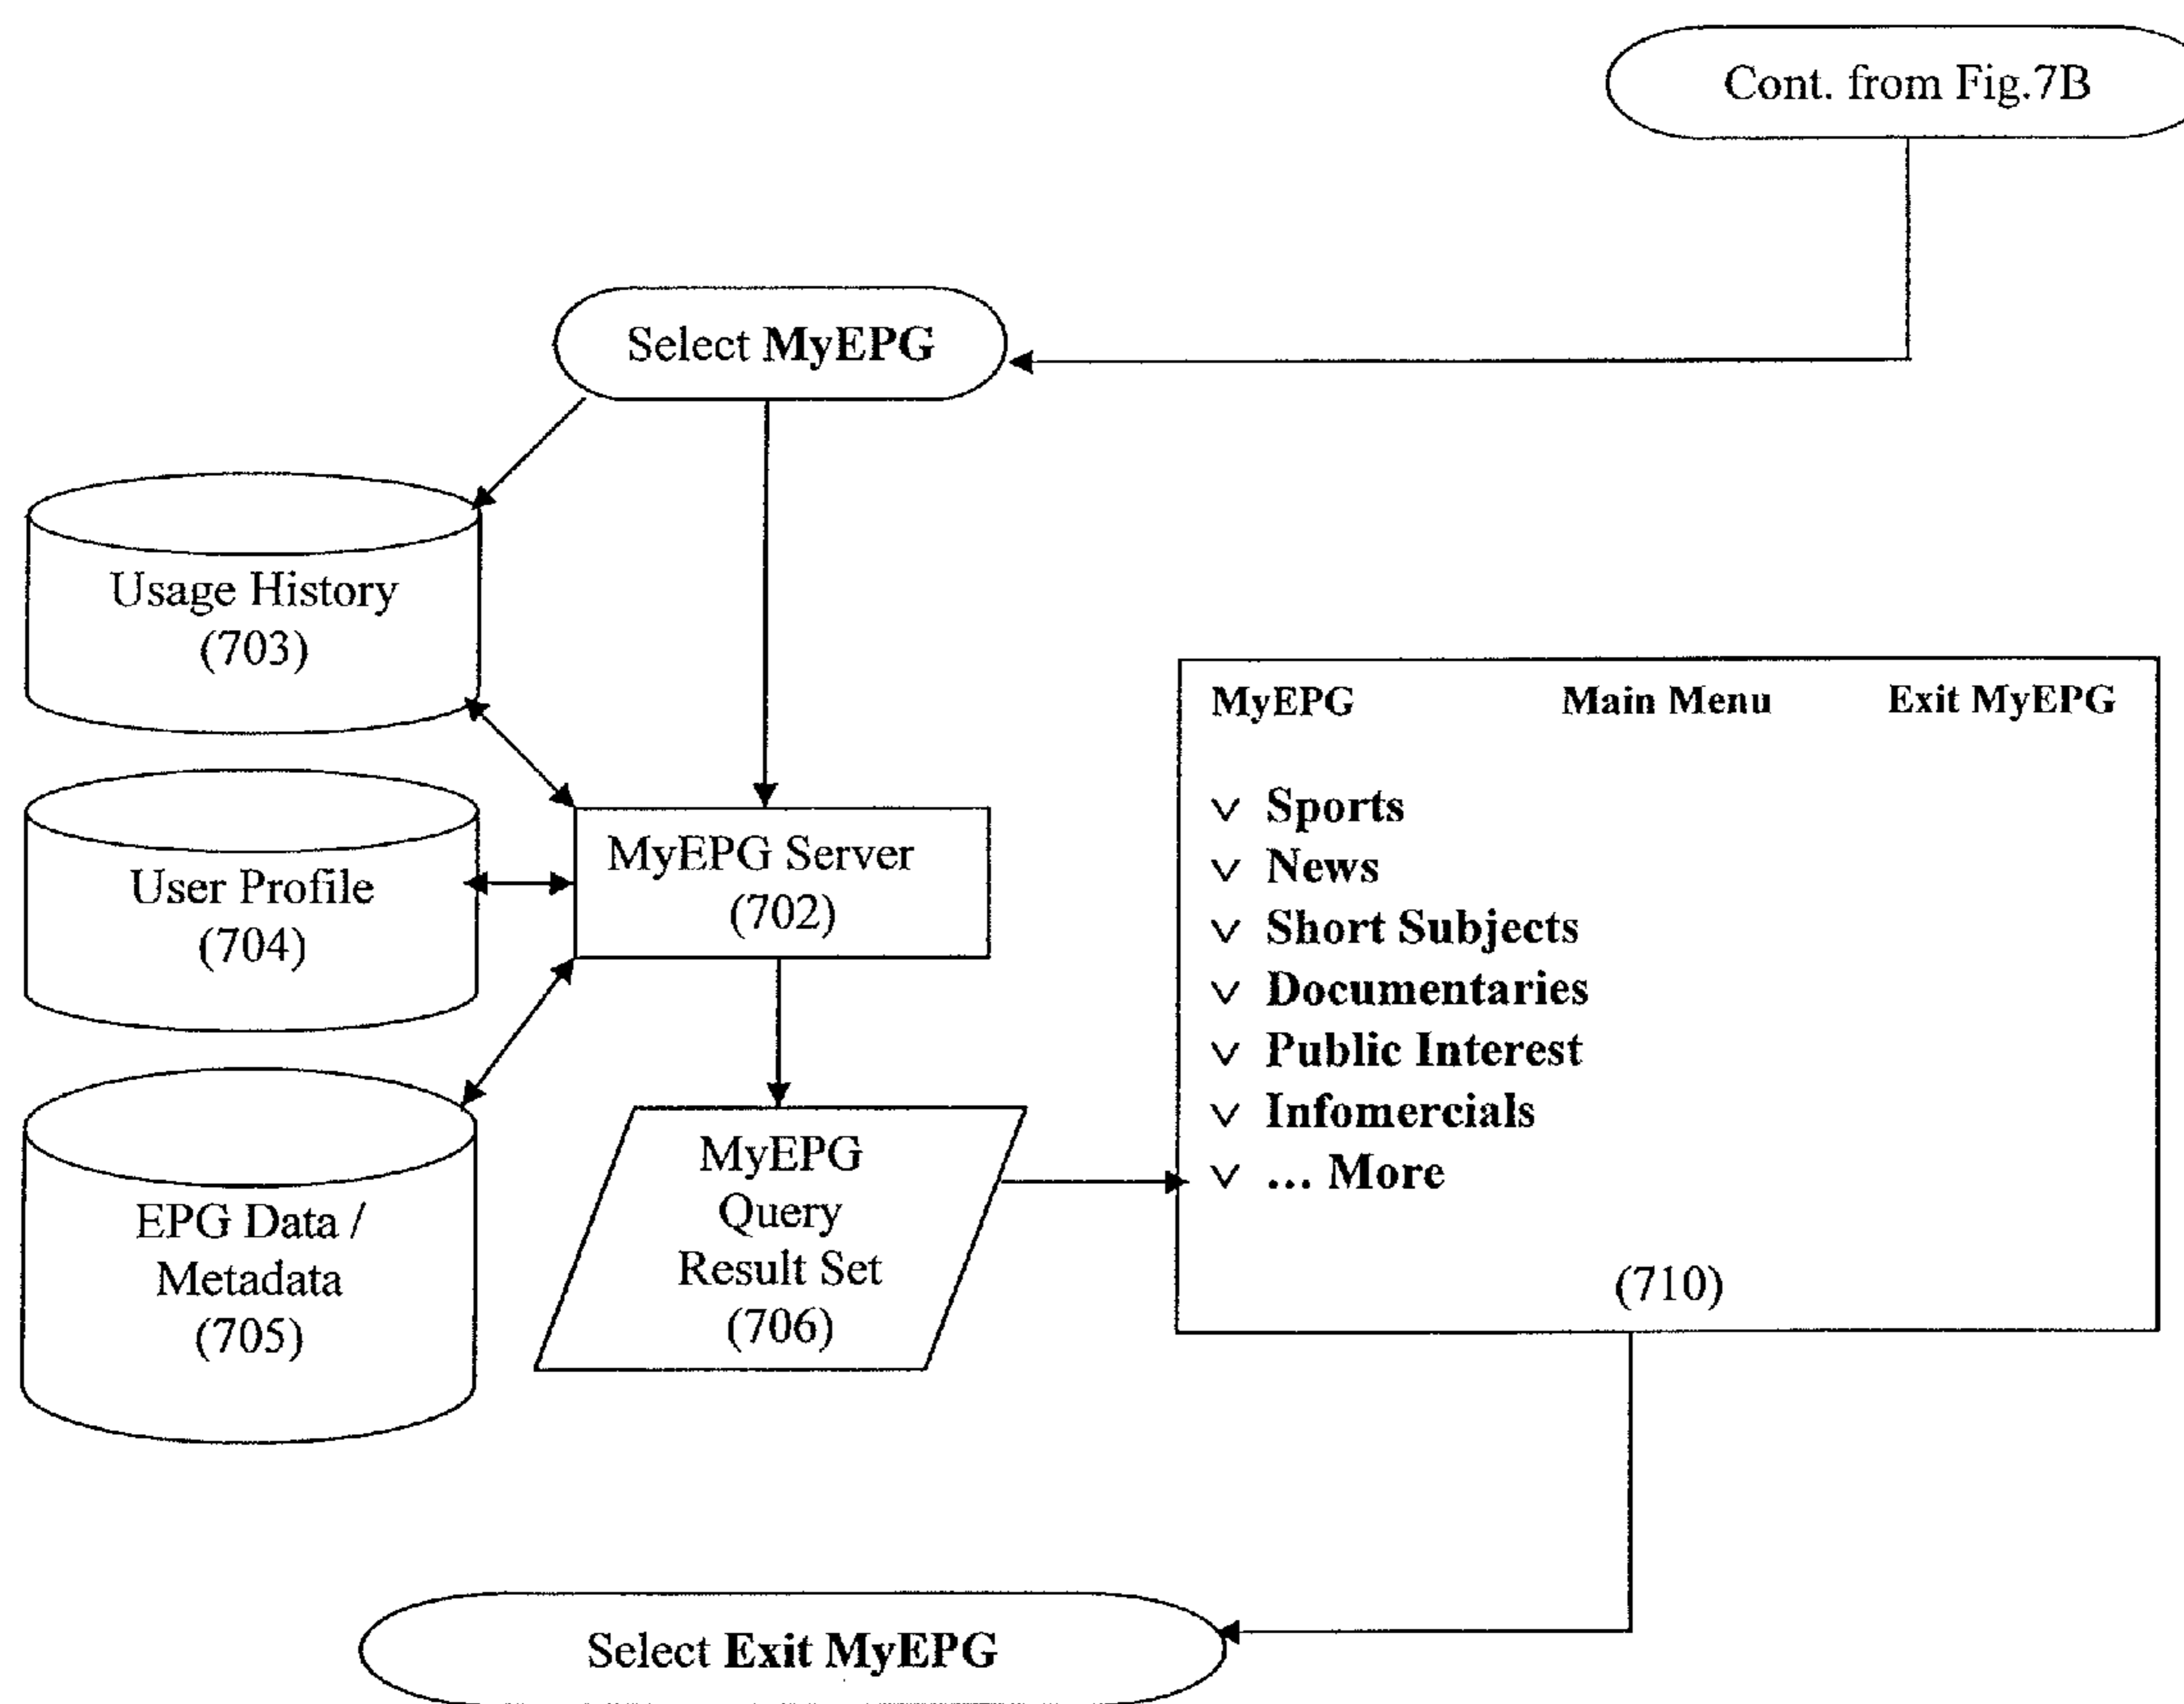 Cont. from Fig.7B
Select MyEPG
Usage History
(703)
MyEPG Main Menu Exit MyEPG
v Sports
v News
v Short Subjects
v Documentaries
v Public Interest
v Infomercials
v ... More
(710)
MyEPG Server
(702)
User Profile
(704)
EPG Data /
Metadata
(705)
MyEPG
Query
Result Set
(706)
Select Exit MyEPG